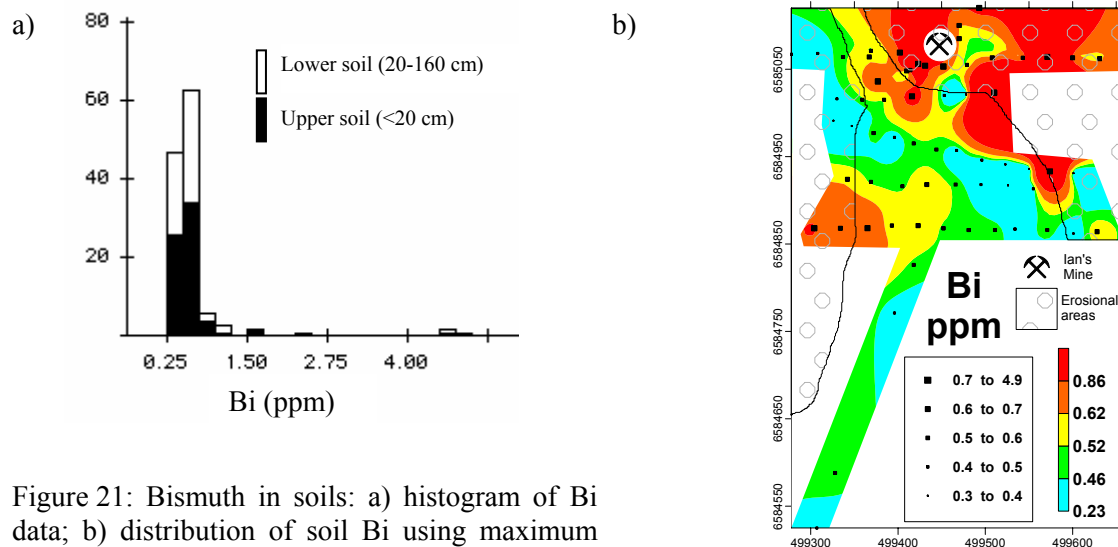 a)
80
60
40
20
Lower soil (20-160 cm)
Upper soil (<20 cm)
0.25 1.50 2.75 4.00
Bi (ppm)
Figure 21: Bismuth in soils: a) histogram of Bi
data; b) distribution of soil Bi using maximum
b)
6585050
6584950
6584850
6584750
6584650
6584550
Ian's
Mine
Erosional
areas
Bi
ppm
0.7 to 4.9
0.6 to 0.7
0.5 to 0.6
0.4 to 0.5
0.3 to 0.4
0.86
0.62
0.52
0.46
0.23
499300 499400 499500 499600